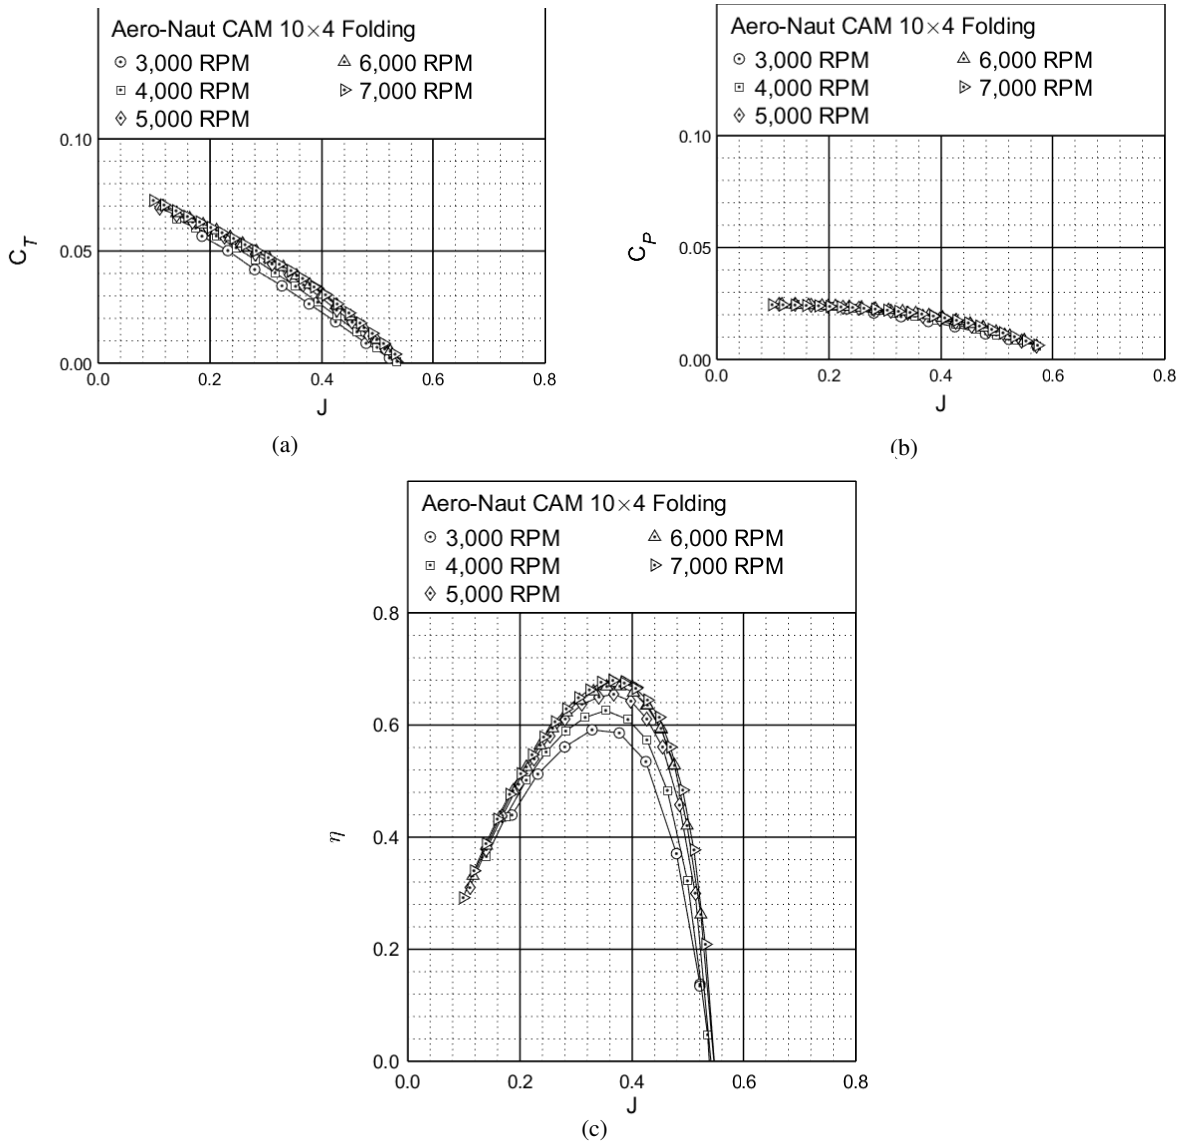 Aero-Naut CAM 10×4 Folding
3,000 RPM 6,000 RPM
4,000 RPM 7,000 RPM
5,000 RPM
0.10
0.05
0.00
C_T
0.0 0.2 0.4 0.6 0.8
J
(a)
Aero-Naut CAM 10×4 Folding
3,000 RPM 6,000 RPM
4,000 RPM 7,000 RPM
5,000 RPM
0.10
0.05
0.00
C_P
0.0 0.2 0.4 0.6 0.8
J
(b)
Aero-Naut CAM 10×4 Folding
3,000 RPM 6,000 RPM
4,000 RPM 7,000 RPM
5,000 RPM
0.8
0.6
0.4
0.2
0.0
η
0.0 0.2 0.4 0.6 0.8
J
(c)